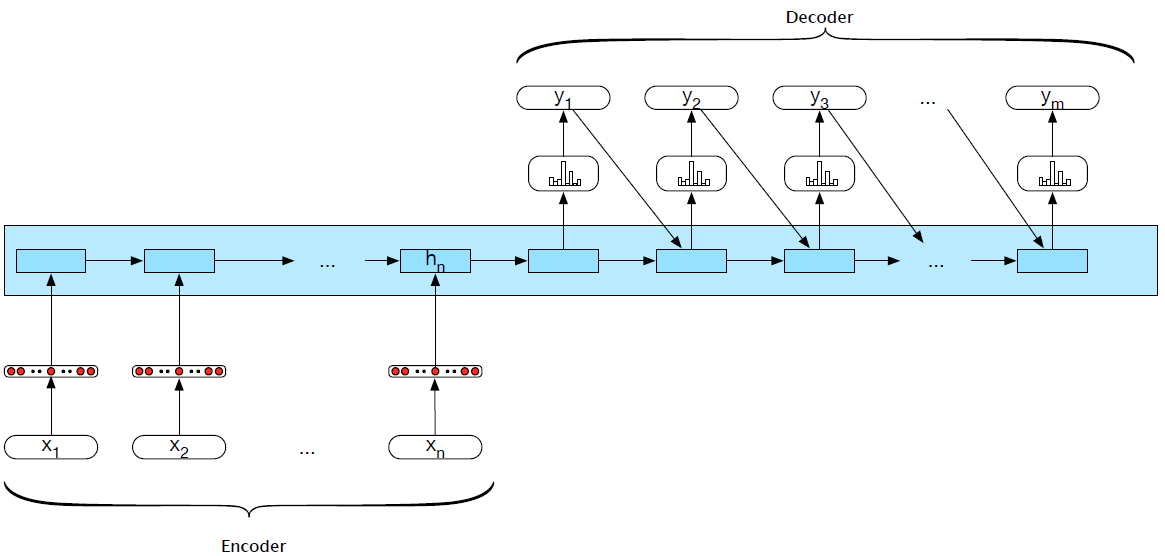 Decoder
y1 y2 y3 ... ym
... hn ...
x1 x2 ... xn
Encoder